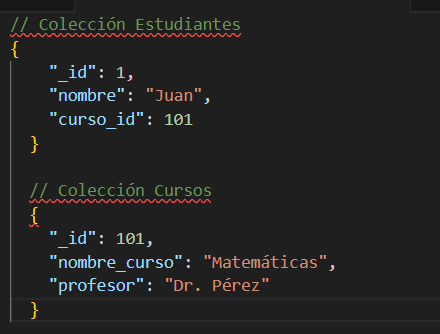 // Colección Estudiantes
{
"_id": 1,
"nombre": "Juan",
"curso_id": 101
}
// Colección Cursos
{
"_id": 101,
"nombre_curso": "Matemáticas",
"profesor": "Dr. Pérez"
}